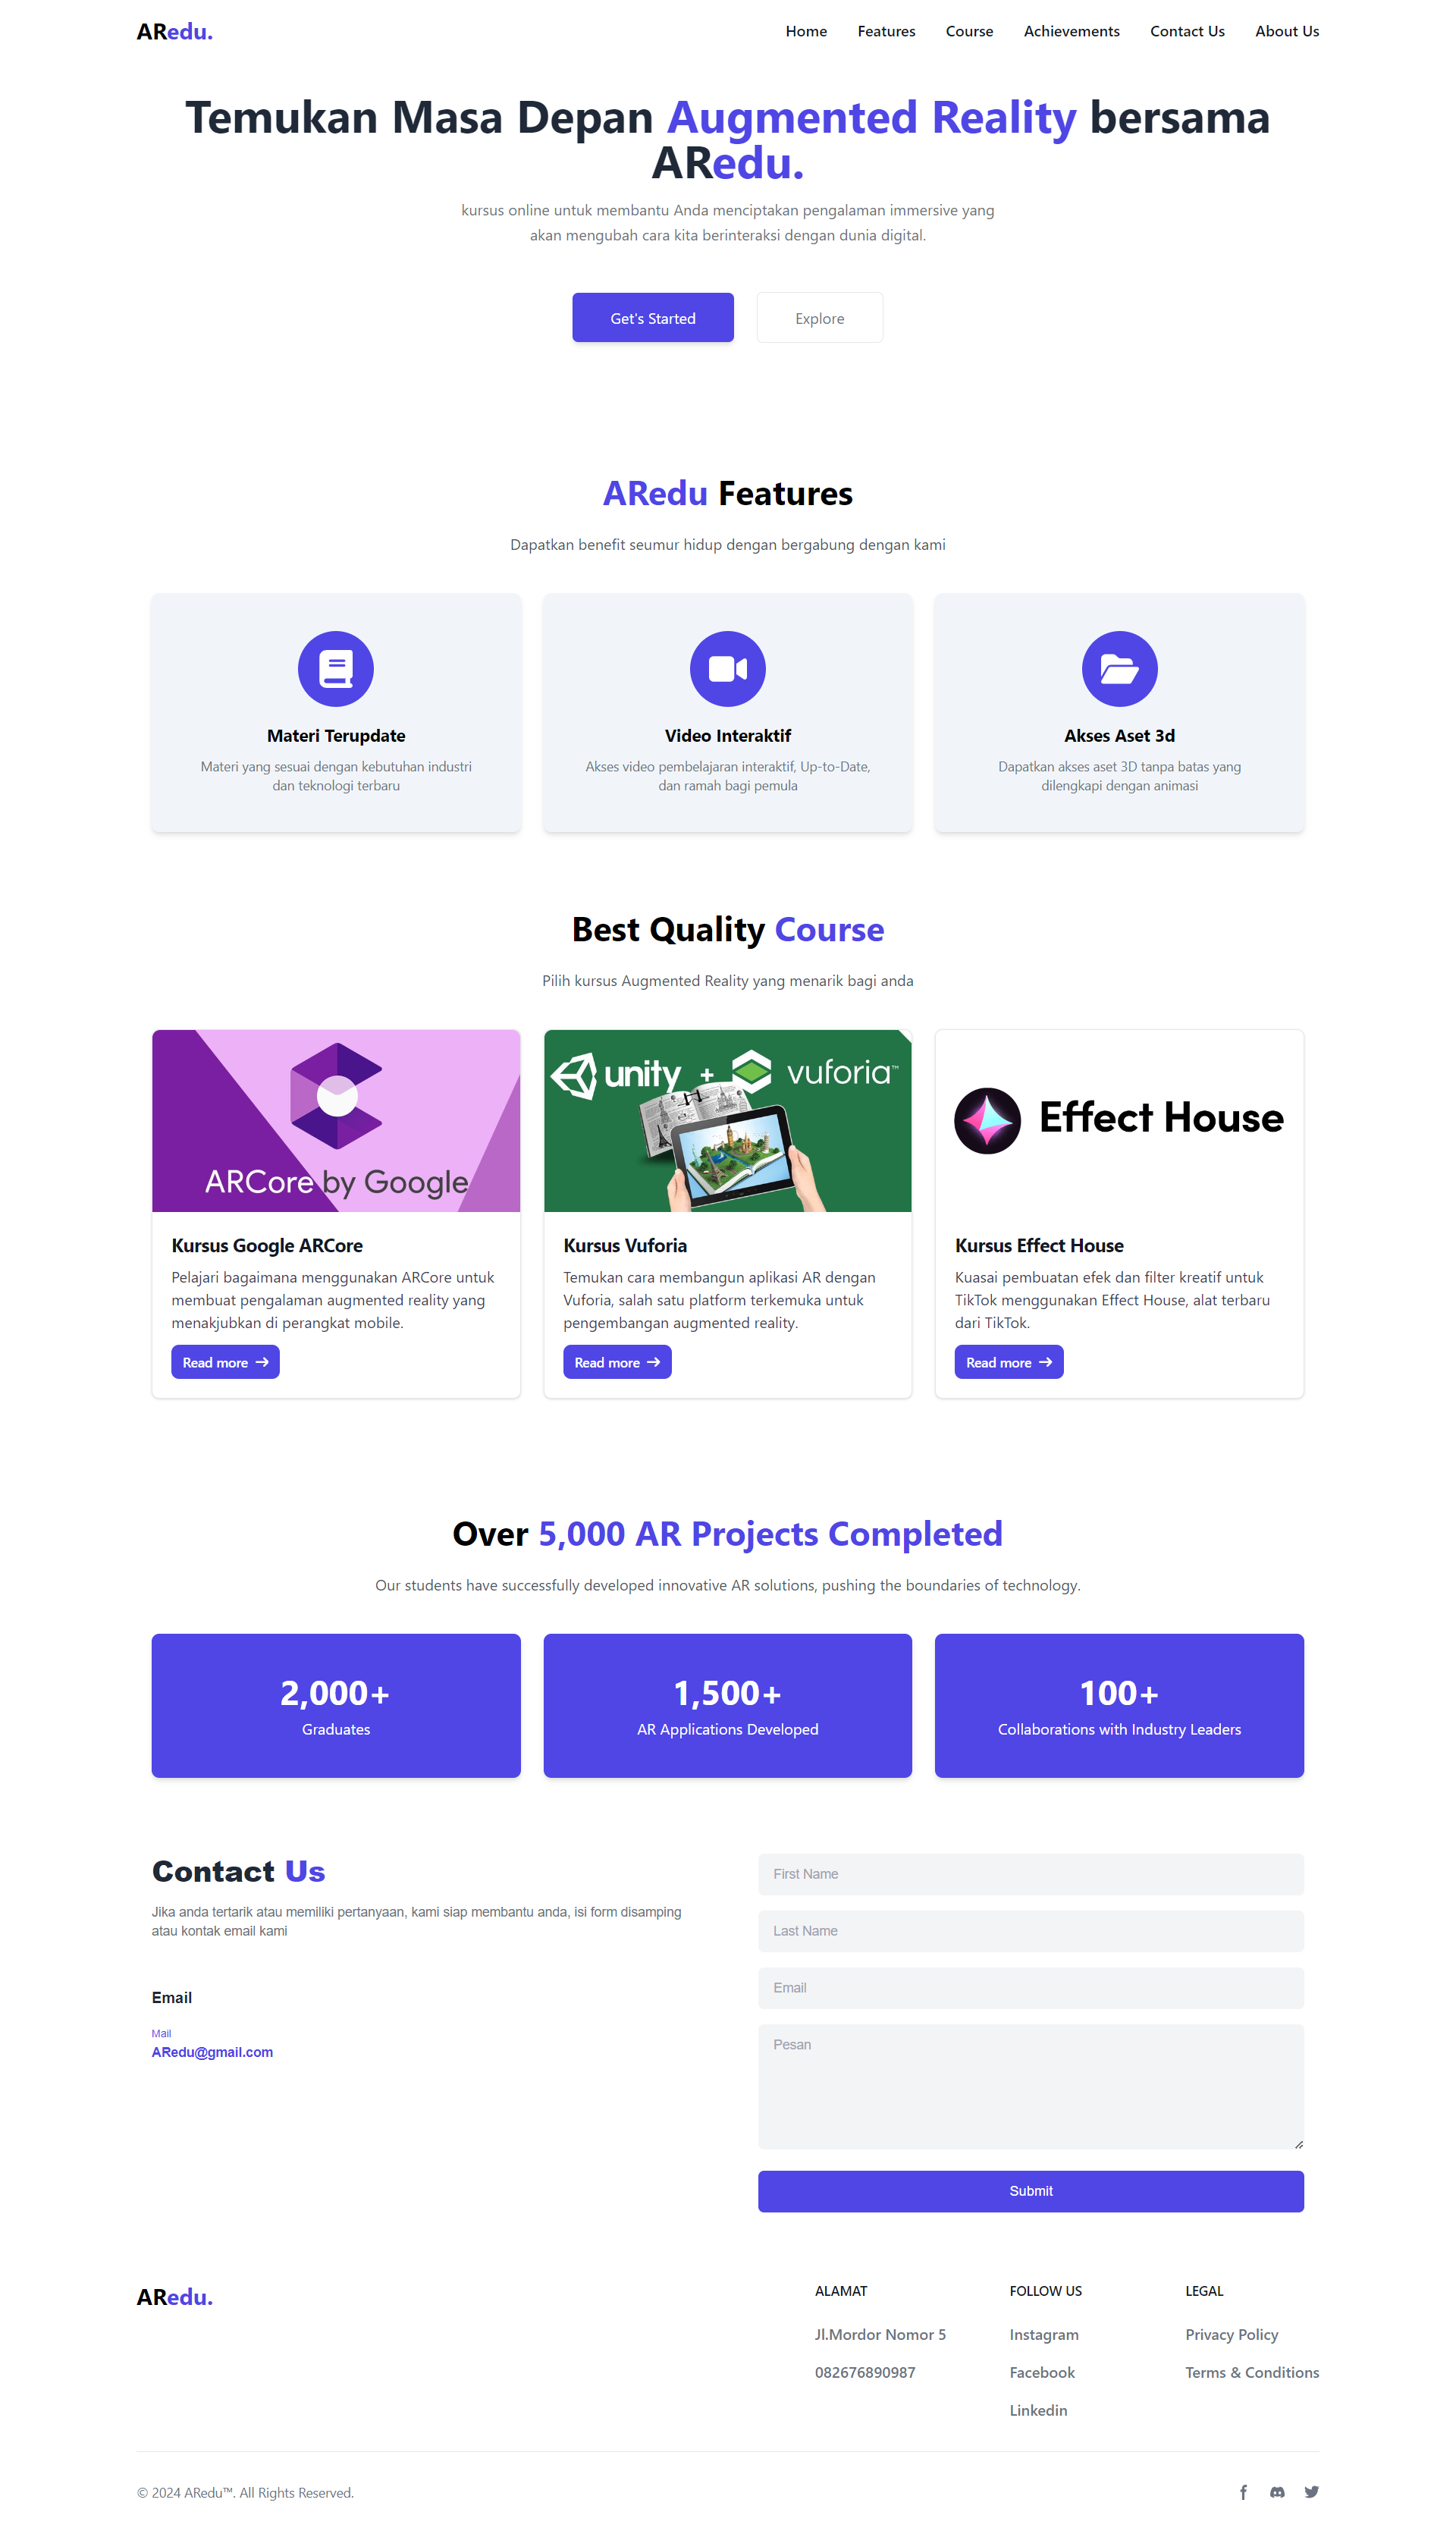 ARedu.
Home
Features
Course
Achievements
Contact Us
About Us
Temukan Masa Depan Augmented Reality bersama
ARedu.
kursus online untuk membantu Anda menciptakan pengalaman immersive yang
akan mengubah cara kita berinteraksi dengan dunia digital.
Get's Started
Explore
ARedu Features
Dapatkan benefit seumur hidup dengan bergabung dengan kami
Materi Terupdate
Materi yang sesuai dengan kebutuhan industri
dan teknologi terbaru
Video Interaktif
Akses video pembelajaran interaktif, Up-to-Date,
dan ramah bagi pemula
Akses Aset 3d
Dapatkan akses aset 3D tanpa batas yang
dilengkapi dengan animasi
Best Quality Course
Pilih kursus Augmented Reality yang menarik bagi anda
ARCore by Google
Kursus Google ARCore
Pelajari bagaimana menggunakan ARCore untuk
membuat pengalaman augmented reality yang
menakjubkan di perangkat mobile.
Read more
unity + vuforia™
Kursus Vuforia
Temukan cara membangun aplikasi AR dengan
Vuforia, salah satu platform terkemuka untuk
pengembangan augmented reality.
Read more
Effect House
Kursus Effect House
Kuasai pembuatan efek dan filter kreatif untuk
TikTok menggunakan Effect House, alat terbaru
dari TikTok.
Read more
Over 5,000 AR Projects Completed
Our students have successfully developed innovative AR solutions, pushing the boundaries of technology.
2,000+
Graduates
1,500+
AR Applications Developed
100+
Collaborations with Industry Leaders
Contact Us
Jika anda tertarik atau memiliki pertanyaan, kami siap membantu anda, isi form disamping
atau kontak email kami
Email
Mail
ARedu@gmail.com
First Name
Last Name
Email
Pesan
Submit
ARedu.
ALAMAT
Jl.Mordor Nomor 5
082676890987
FOLLOW US
Instagram
Facebook
Linkedin
LEGAL
Privacy Policy
Terms & Conditions
© 2024 ARedu™. All Rights Reserved.